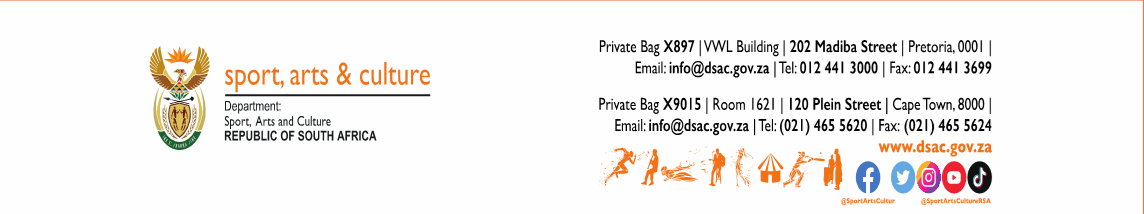 sport, arts & culture
Department:
Sport, Arts and Culture
REPUBLIC OF SOUTH AFRICA
Private Bag X897 | VWL Building | 202 Madiba Street | Pretoria, 0001 |
Email: info@dsac.gov.za | Tel: 012 441 3000 | Fax: 012 441 3699
Private Bag X9015 | Room 1621 | 120 Plein Street | Cape Town, 8000 |
Email: info@dsac.gov.za | Tel: (021) 465 5620 | Fax: (021) 465 5624
www.dsac.gov.za
@SportArtsCultur
@SportArtsCultureRSA